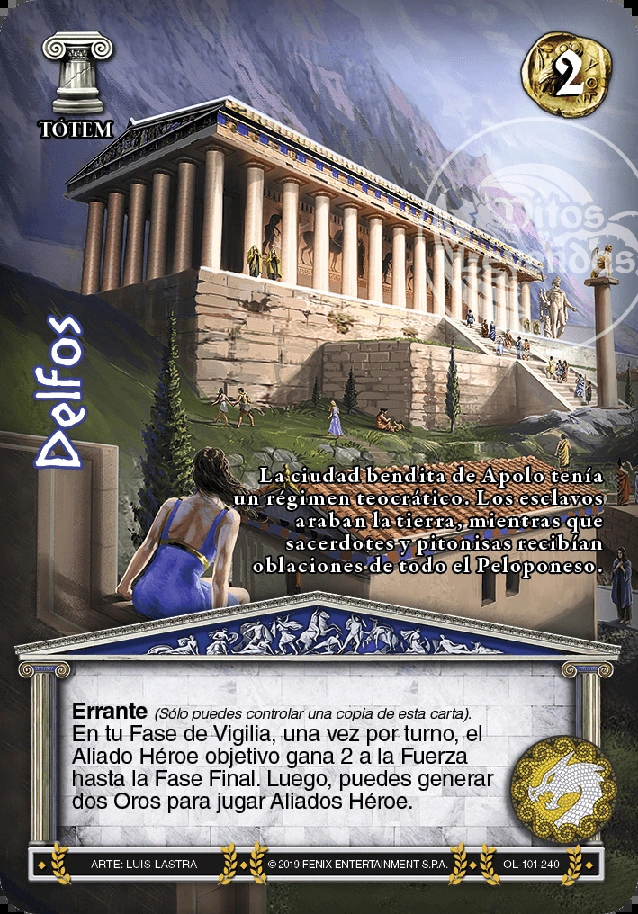 TÓTEM
2
Mitos
Leyendas
Delfos
La ciudad bendita de Apolo tenía
un régimen teocrático. Los esclavos
araban la tierra, mientras que
sacerdotes y pitonisas recibían
oblaciones de todo el Peloponeso.
Errante (Sólo puedes controlar una copia de esta carta).
En tu Fase de Vigilia, una vez por turno, el
Aliado Héroe objetivo gana 2 a la Fuerza
hasta la Fase Final. Luego, puedes generar
dos Oros para jugar Aliados Héroe.
ARTE: LUIS LASTRA
© 2019 FENIX ENTERTAINMENT S.P.A.
OL-101-240